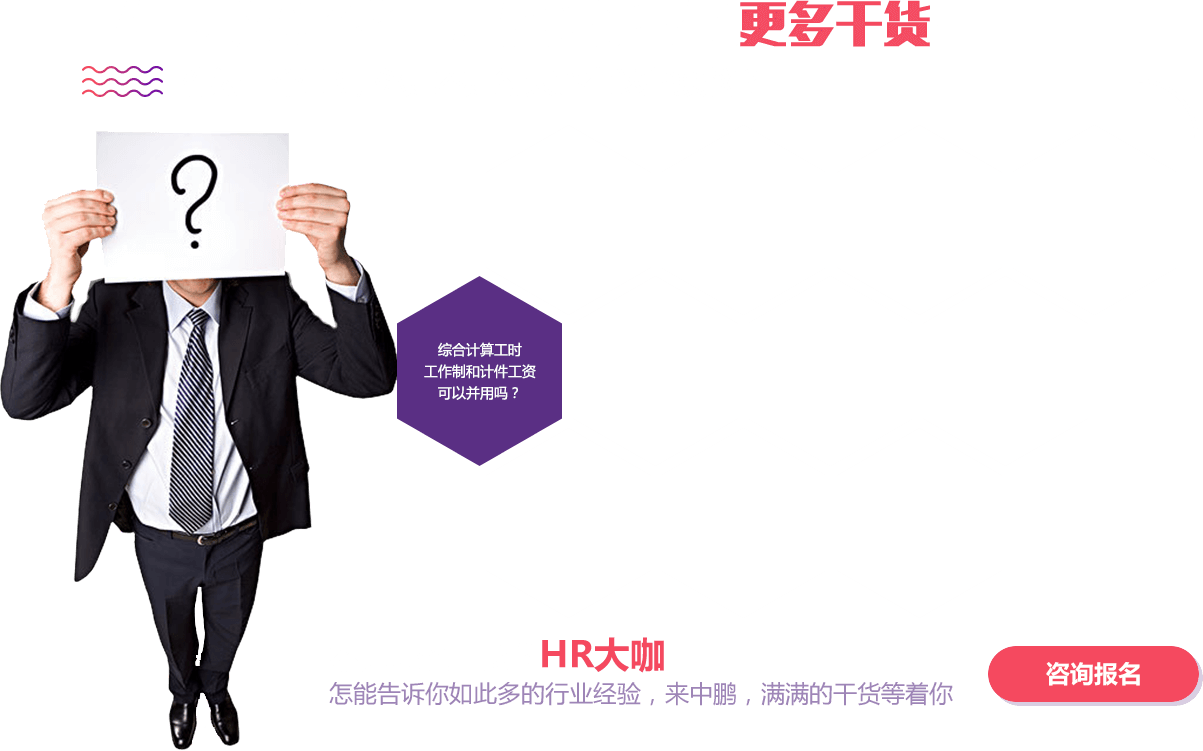 更多干货
?
综合计算工时
工作制和计件工资
可以并用吗？
HR大咖
怎能告诉你如此多的行业经验，来中鹏，满满的干货等着你
咨询报名